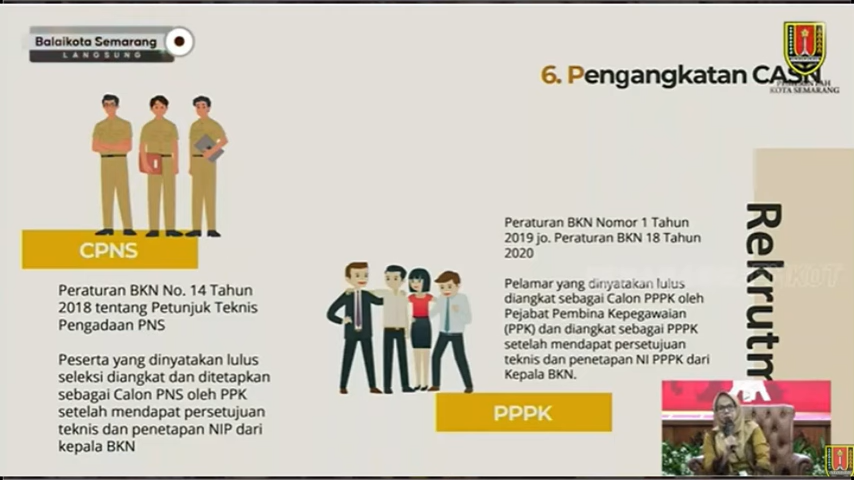 Balaikota Semarang
LANGSUNG
6. Pengangkatan CASN
PEMERINTAH
KOTA SEMARANG
CPNS
Peraturan BKN No. 14 Tahun
2018 tentang Petunjuk Teknis
Pengadaan PNS
Peserta yang dinyatakan lulus
seleksi diangkat dan ditetapkan
sebagai Calon PNS oleh PPK
setelah mendapat persetujuan
teknis dan penetapan NIP dari
kepala BKN
Peraturan BKN Nomor 1 Tahun
2019 jo. Peraturan BKN 18 Tahun
2020
Pelamar yang dinyatakan lulus
diangkat sebagai Calon PPPK oleh
Pejabat Pembina Kepegawaian
(PPK) dan diangkat sebagai PPPK
setelah mendapat persetujuan
teknis dan penetapan NI PPPK dari
Kepala BKN.
PPPK
Rekrutm